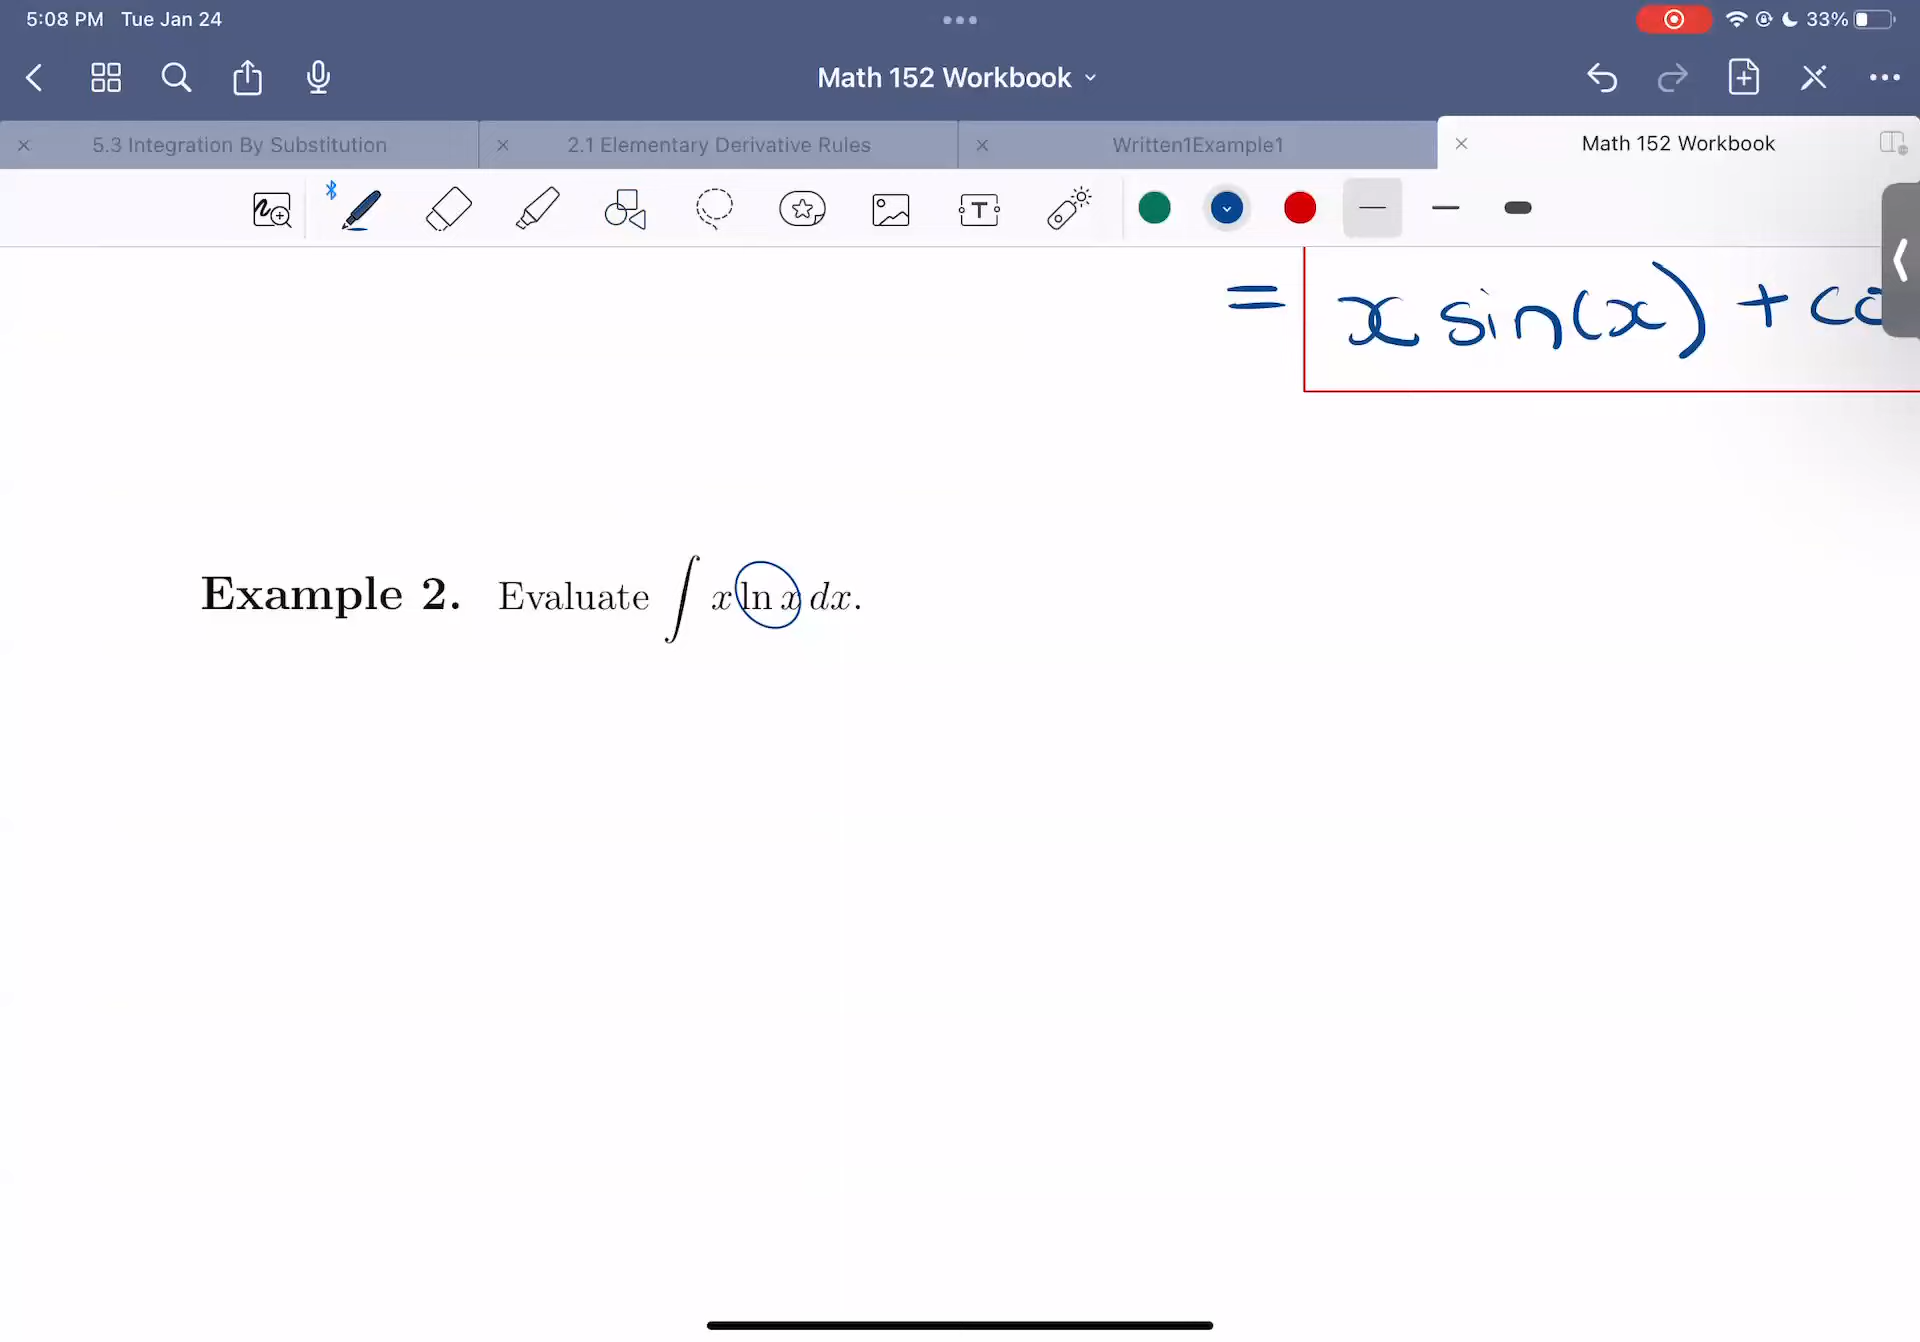 5:08 PM Tue Jan 24
33%
Math 152 Workbook
5.3 Integration By Substitution
2.1 Elementary Derivative Rules
Written1Example1
Math 152 Workbook
T
= x sin(x) + co
Example 2. Evaluate ∫ x ln x dx.